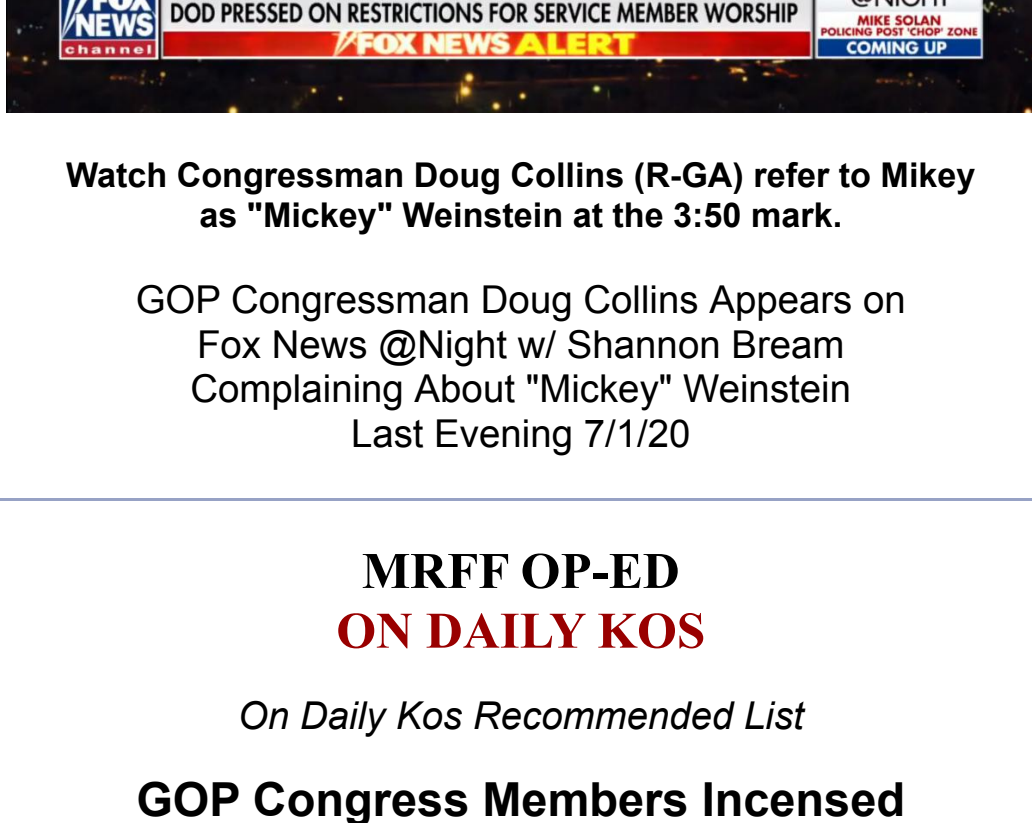 FOX
NEWS
channel
DOD PRESSED ON RESTRICTIONS FOR SERVICE MEMBER WORSHIP
FOX NEWS ALERT
@NIGHT
MIKE SOLAN
POLICING POST 'CHOP' ZONE
COMING UP
Watch Congressman Doug Collins (R-GA) refer to Mikey
as "Mickey" Weinstein at the 3:50 mark.
GOP Congressman Doug Collins Appears on
Fox News @Night w/ Shannon Bream
Complaining About "Mickey" Weinstein
Last Evening 7/1/20
MRFF OP-ED
ON DAILY KOS
On Daily Kos Recommended List
GOP Congress Members Incensed